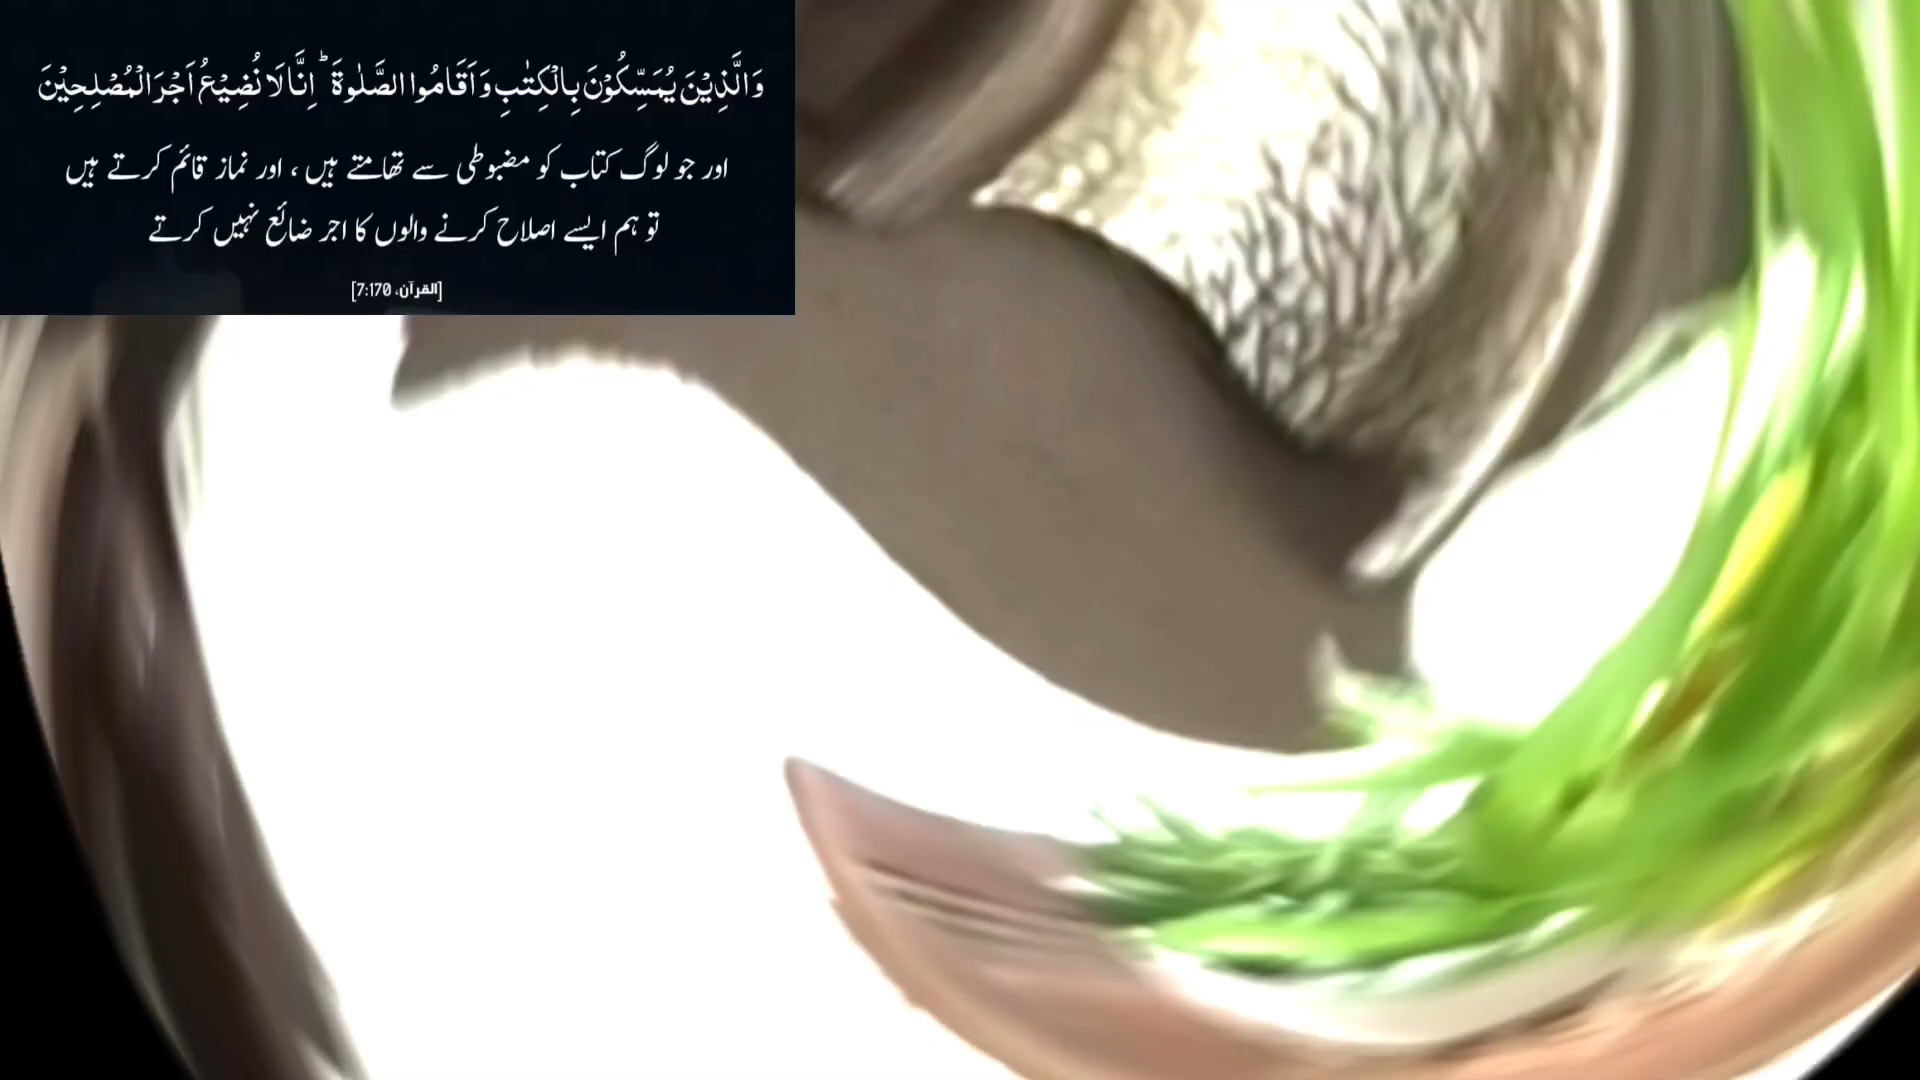 وَالَّذِيْنَ يُمَسِّكُوْنَ بِالْكِتٰبِ وَاَقَامُوا الصَّلٰوةَ ؕ اِنَّا لَا نُضِيْعُ اَجْرَ الْمُصْلِحِيْنَ
اور جو لوگ کتاب کو مضبوطی سے تھامتے ہیں ، اور نماز قائم کرتے ہیں
تو ہم ایسے اصلاح کرنے والوں کا اجر ضائع نہیں کرتے
[القرآن، 7:170]